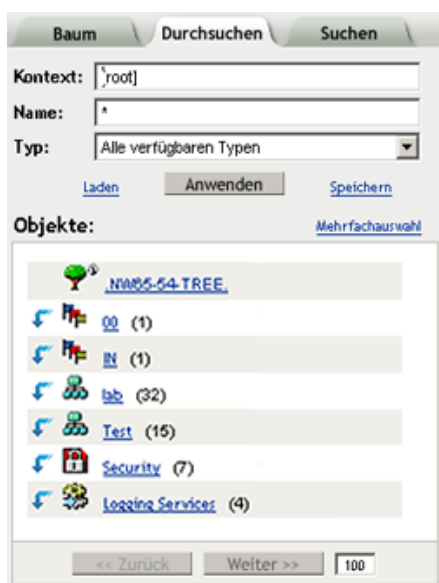 Baum Durchsuchen Suchen
Kontext: [root]
Name: *
Typ: Alle verfügbaren Typen
Laden Anwenden Speichern
Objekte: Mehrfachauswahl
.NW65-54-TREE.
00 (1)
IN (1)
lab (32)
Test (15)
Security (7)
Logging Services (4)
<< Zurück Weiter >> 100